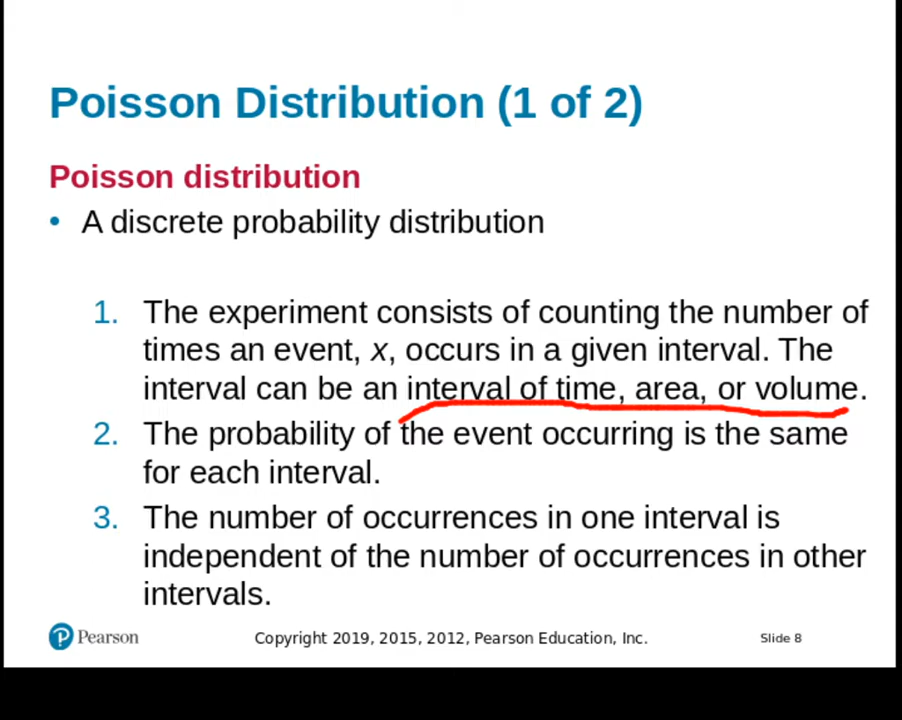 Poisson Distribution (1 of 2)
Poisson distribution
• A discrete probability distribution
1. The experiment consists of counting the number of
times an event, x, occurs in a given interval. The
interval can be an interval of time, area, or volume.
2. The probability of the event occurring is the same
for each interval.
3. The number of occurrences in one interval is
independent of the number of occurrences in other
intervals.
Pearson
Copyright 2019, 2015, 2012, Pearson Education, Inc.
Slide 8